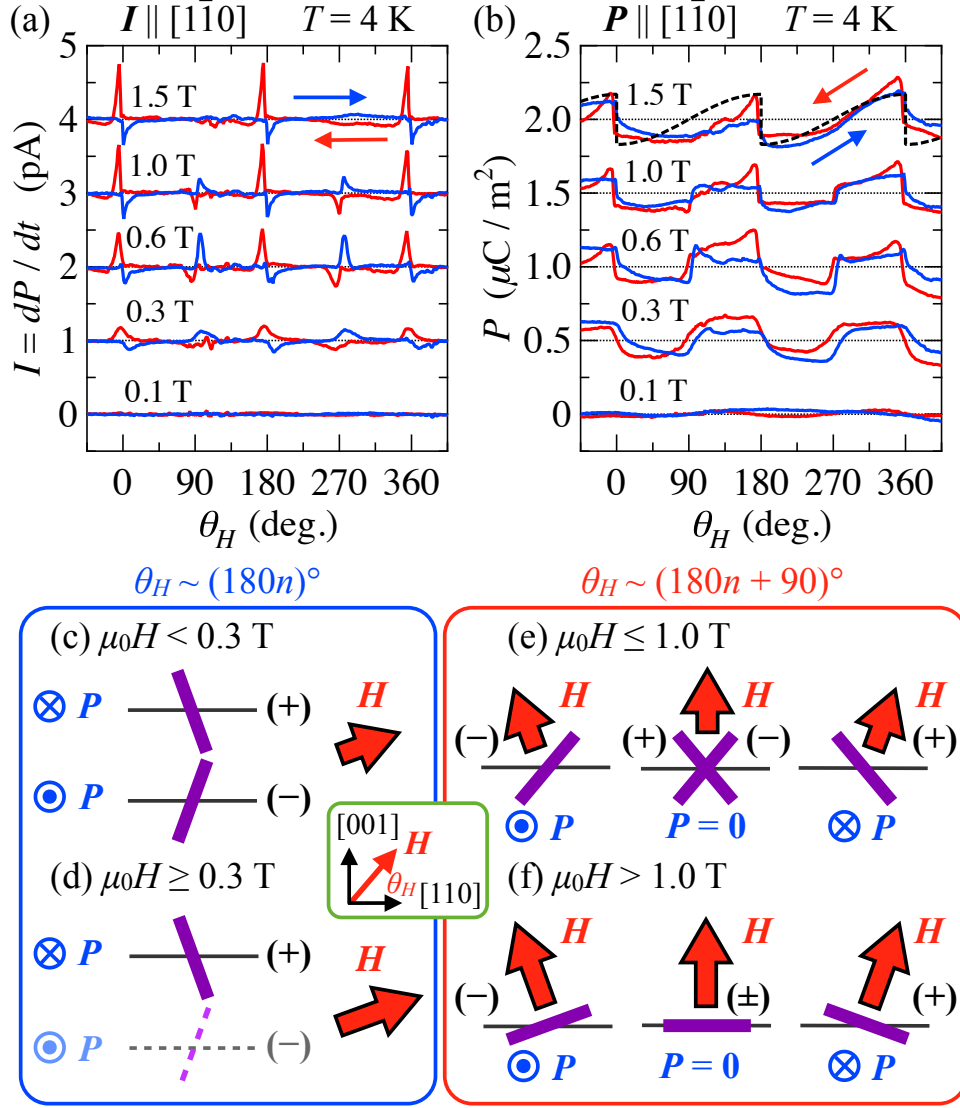 (a) I || [11̄0] T = 4 K
5
4
3
2
1
0
I = dP / dt (pA)
1.5 T
1.0 T
0.6 T
0.3 T
0.1 T
0 90 180 270 360
θH (deg.)
(b) P || [11̄0] T = 4 K
2.5
2.0
1.5
1.0
0.5
0
P (μC / m²)
1.5 T
1.0 T
0.6 T
0.3 T
0.1 T
0 90 180 270 360
θH (deg.)
θH ~ (180n)°
(c) μ0H < 0.3 T
P (+)
H
P (−)
(d) μ0H ≥ 0.3 T
P (+)
H
P (−)
[001]
H
θH [110]
θH ~ (180n + 90)°
(e) μ0H ≤ 1.0 T
H H H
(−) (+) (−) (+)
P P = 0 P
(f) μ0H > 1.0 T
H H H
(−) (±) (+)
P P = 0 P